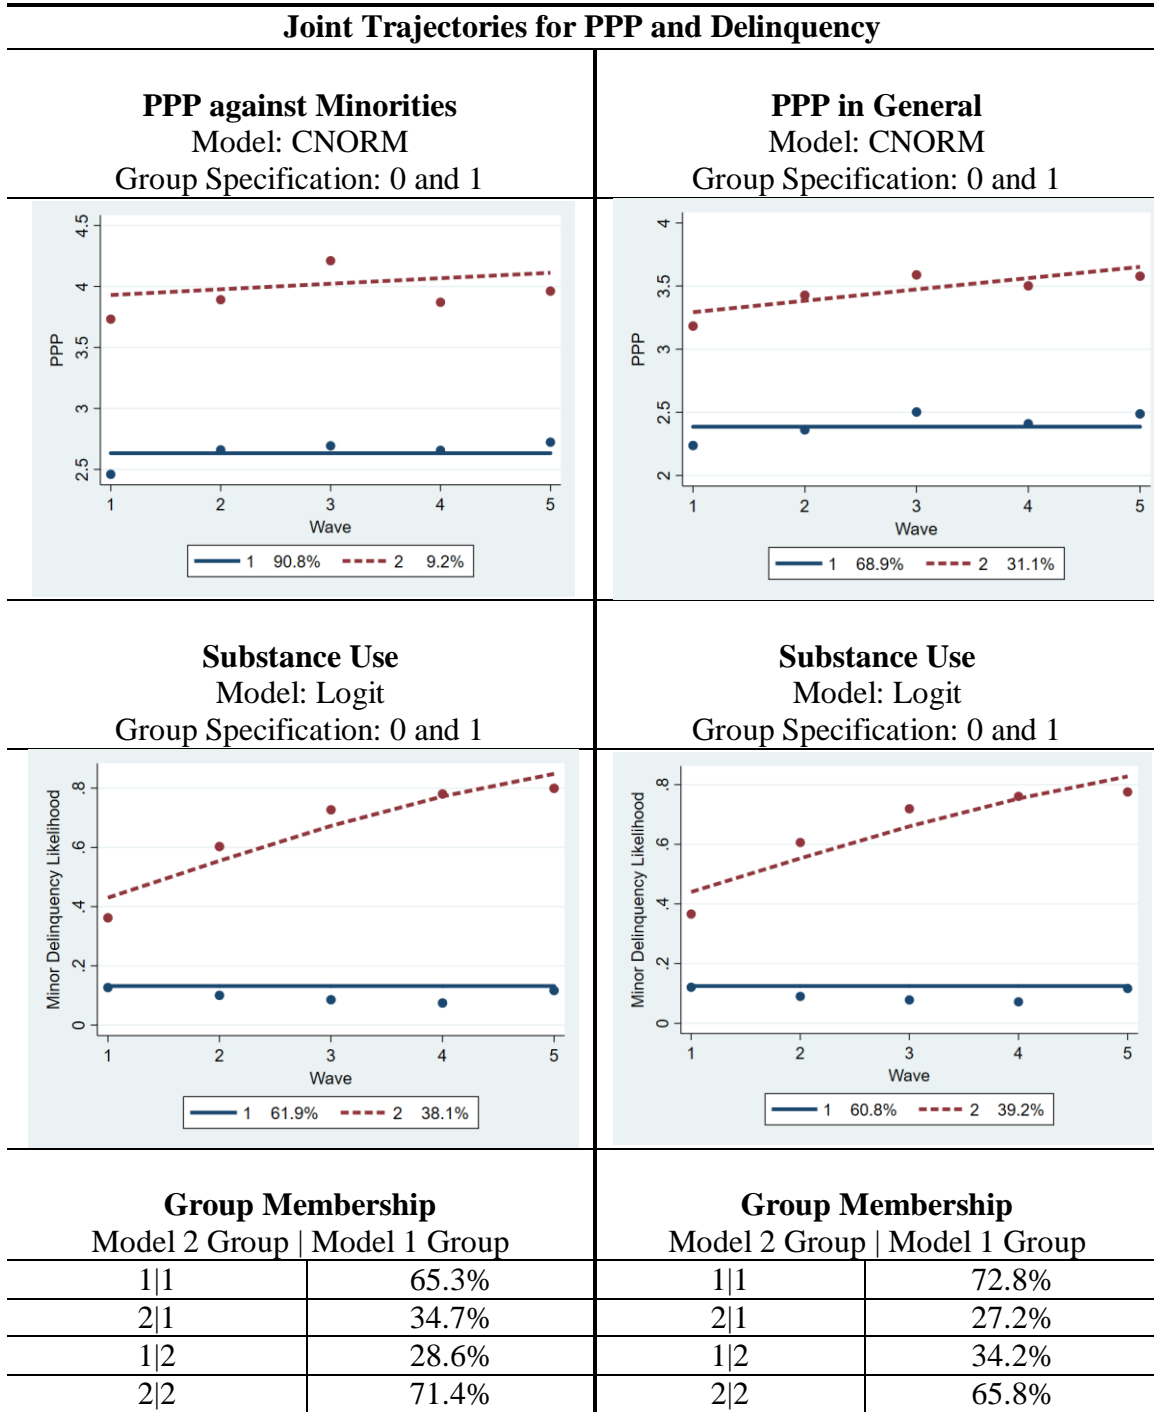 Joint Trajectories for PPP and Delinquency
PPP against Minorities
Model: CNORM
Group Specification: 0 and 1
PPP in General
Model: CNORM
Group Specification: 0 and 1
PPP
4.5
4
3.5
3
2.5
1 2 3 4 5
Wave
1 90.8% 2 9.2%
PPP
4
3.5
3
2.5
2
1 2 3 4 5
Wave
1 68.9% 2 31.1%
Substance Use
Model: Logit
Group Specification: 0 and 1
Substance Use
Model: Logit
Group Specification: 0 and 1
Minor Delinquency Likelihood
.8
.6
.4
.2
0
1 2 3 4 5
Wave
1 61.9% 2 38.1%
Minor Delinquency Likelihood
.8
.6
.4
.2
0
1 2 3 4 5
Wave
1 60.8% 2 39.2%
Group Membership
Model 2 Group | Model 1 Group
Group Membership
Model 2 Group | Model 1 Group
1|1 65.3% 1|1 72.8%
2|1 34.7% 2|1 27.2%
1|2 28.6% 1|2 34.2%
2|2 71.4% 2|2 65.8%